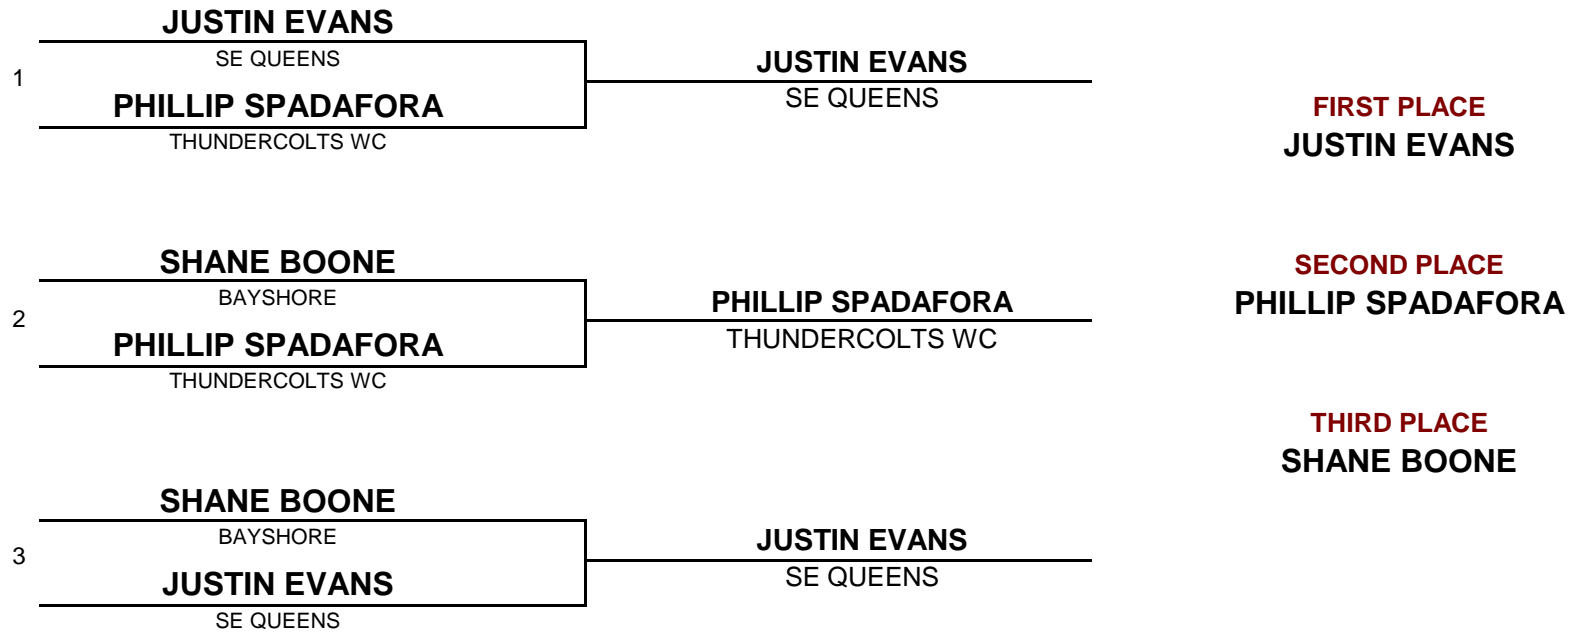 1
JUSTIN EVANS
SE QUEENS
PHILLIP SPADAFORA
THUNDERCOLTS WC
JUSTIN EVANS
SE QUEENS
2
SHANE BOONE
BAYSHORE
PHILLIP SPADAFORA
THUNDERCOLTS WC
PHILLIP SPADAFORA
THUNDERCOLTS WC
3
SHANE BOONE
BAYSHORE
JUSTIN EVANS
SE QUEENS
JUSTIN EVANS
SE QUEENS
FIRST PLACE
JUSTIN EVANS
SECOND PLACE
PHILLIP SPADAFORA
THIRD PLACE
SHANE BOONE